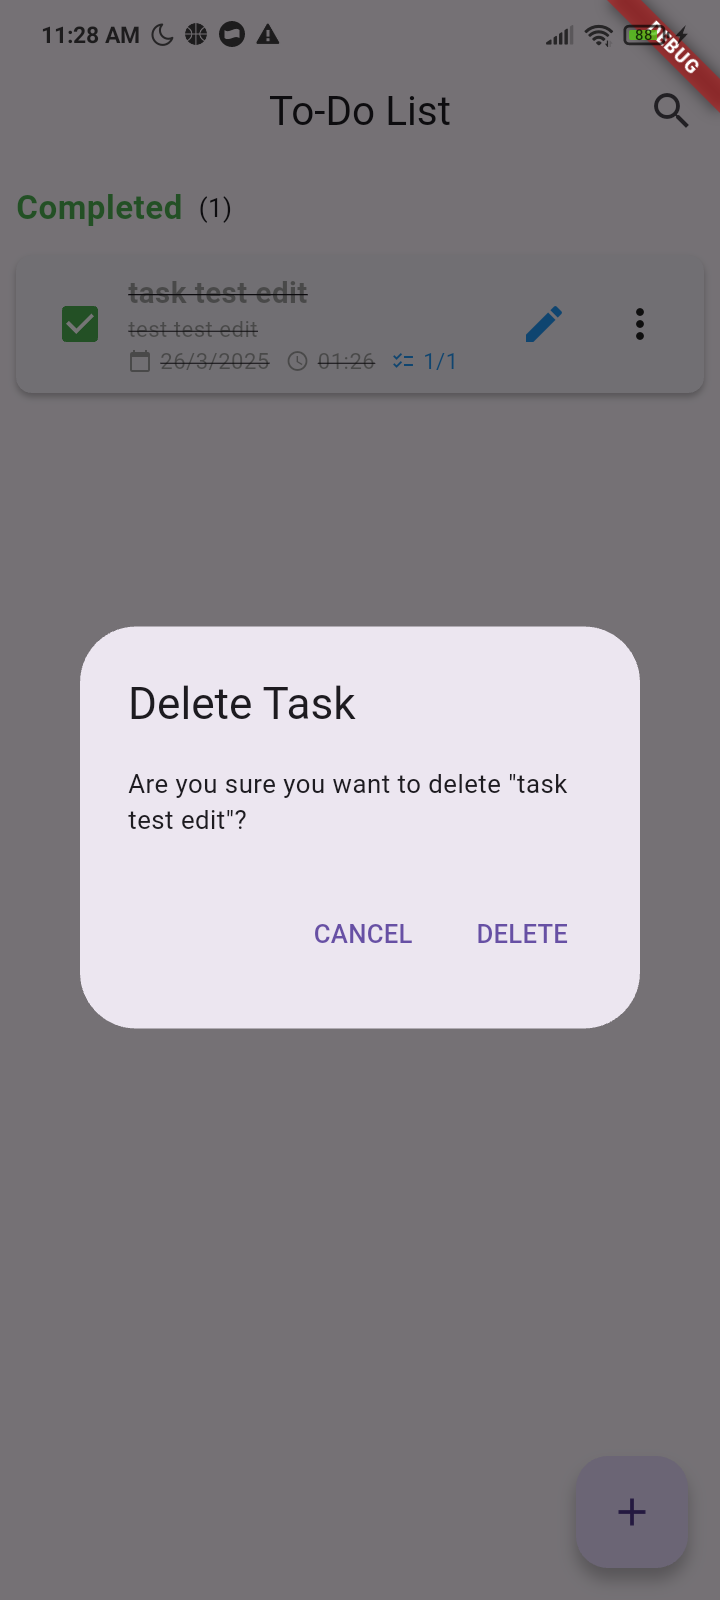 11:28 AM
88
DEBUG
To-Do List
Completed (1)
task test edit
test test edit
26/3/2025 01:26 1/1
Delete Task
Are you sure you want to delete "task
test edit"?
CANCEL DELETE